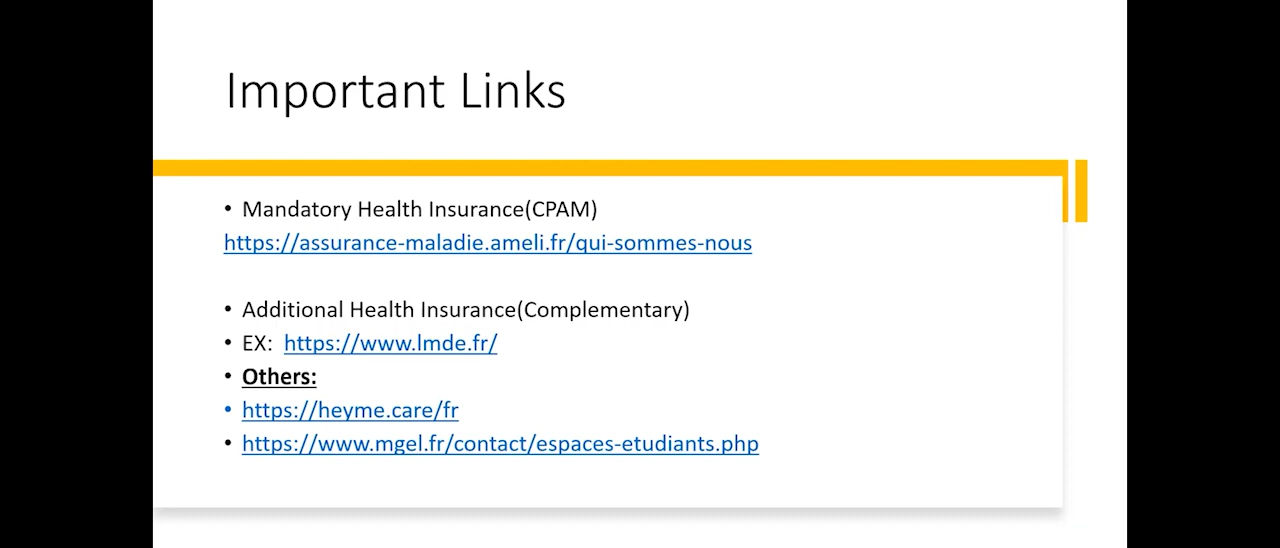 Important Links
• Mandatory Health Insurance(CPAM)
https://assurance-maladie.ameli.fr/qui-sommes-nous
• Additional Health Insurance(Complementary)
• EX: https://www.lmde.fr/
• Others:
• https://heyme.care/fr
• https://www.mgel.fr/contact/espaces-etudiants.php